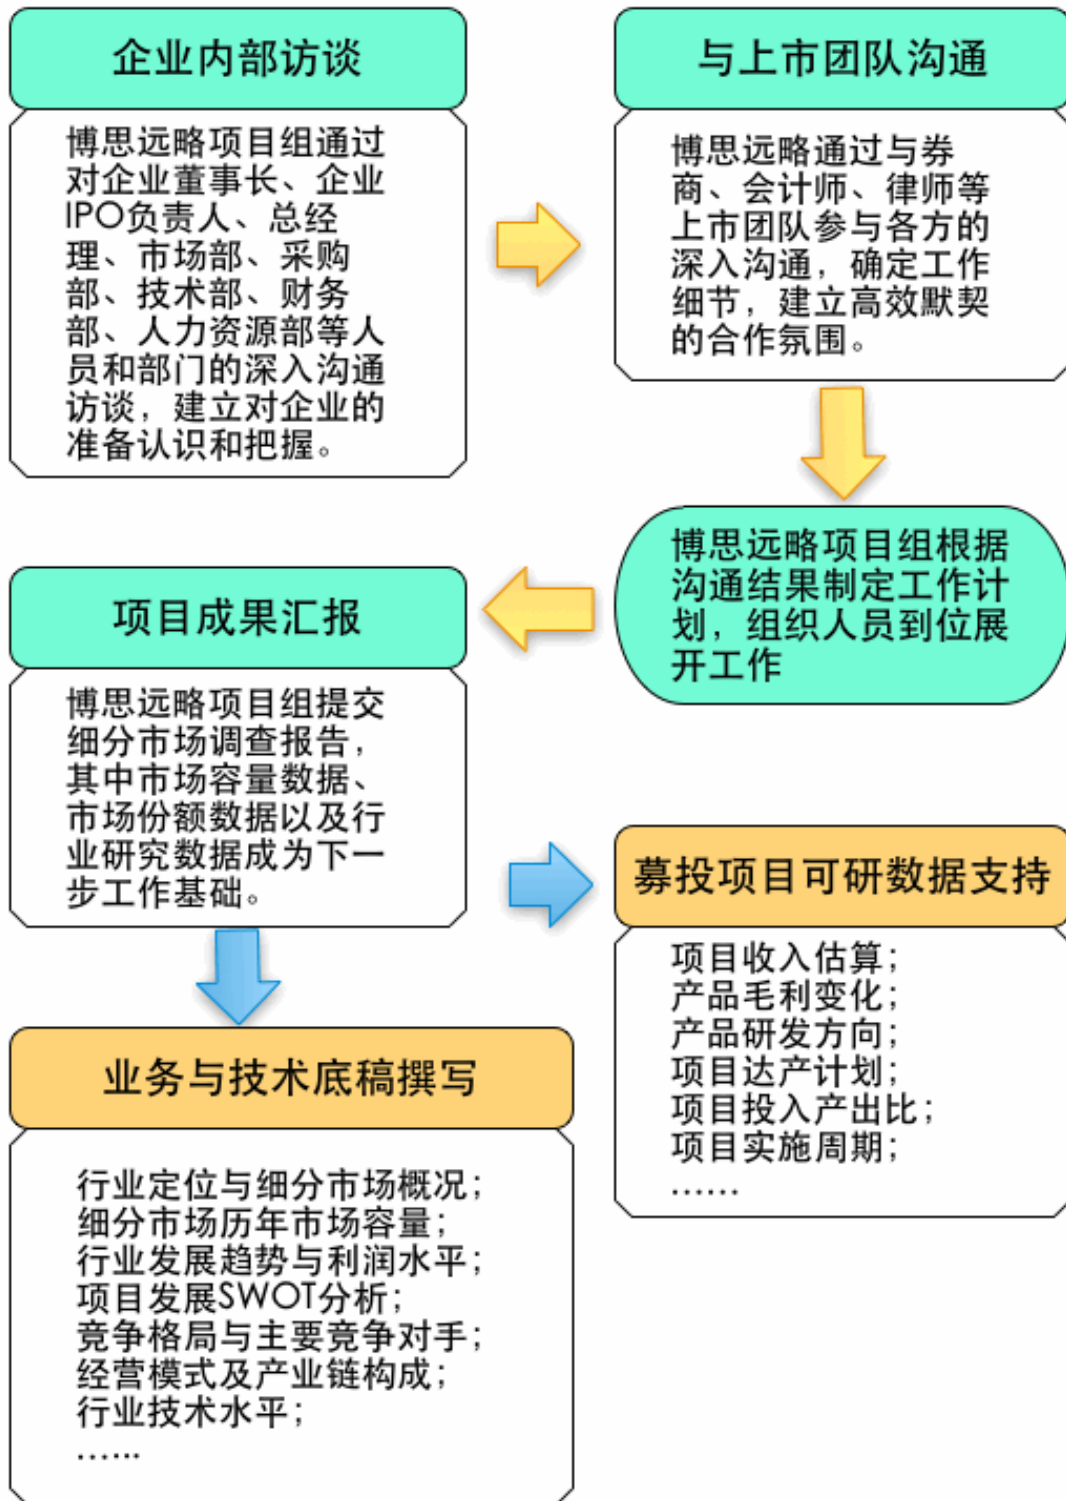 企业内部访谈
博思远略项目组通过
对企业董事长、企业
IPO负责人、总经
理、市场部、采购
部、技术部、财务
部、人力资源部等人
员和部门的深入沟通
访谈，建立对企业的
准备认识和把握。
与上市团队沟通
博思远略通过与券
商、会计师、律师等
上市团队参与各方的
深入沟通，确定工作
细节，建立高效默契
的合作氛围。
博思远略项目组根据
沟通结果制定工作计
划，组织人员到位展
开工作
项目成果汇报
博思远略项目组提交
细分市场调查报告，
其中市场容量数据、
市场份额数据以及行
业研究数据成为下一
步工作基础。
募投项目可研数据支持
项目收入估算；
产品毛利变化；
产品研发方向；
项目达产计划；
项目投入产出比；
项目实施周期；
……
业务与技术底稿撰写
行业定位与细分市场概况；
细分市场历年市场容量；
行业发展趋势与利润水平；
项目发展SWOT分析；
竞争格局与主要竞争对手；
经营模式及产业链构成；
行业技术水平；
……